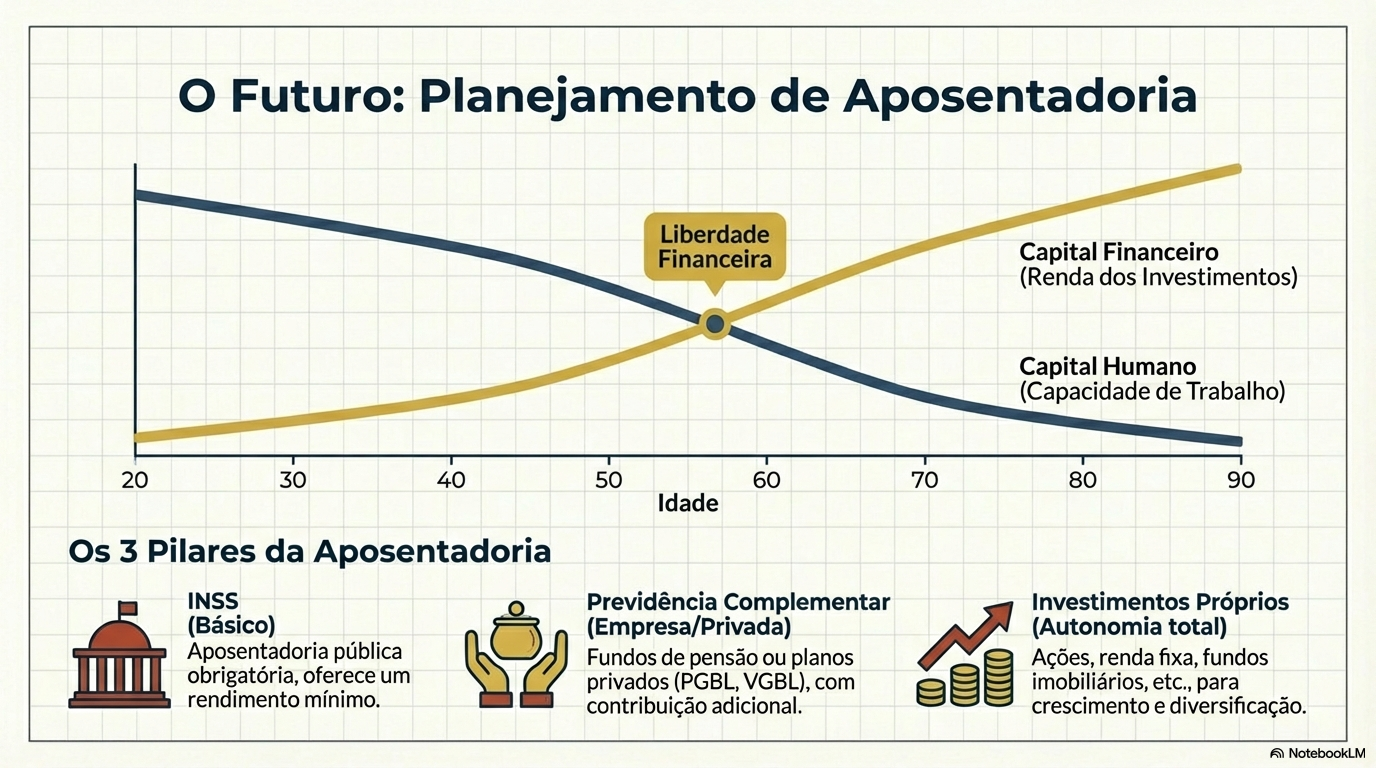 O Futuro: Planejamento de Aposentadoria
Liberdade
Financeira
Capital Financeiro
(Renda dos Investimentos)
Capital Humano
(Capacidade de Trabalho)
20 30 40 50 60 70 80 90
Idade
Os 3 Pilares da Aposentadoria
INSS
(Básico)
Aposentadoria pública
obrigatória, oferece um
rendimento mínimo.
Previdência Complementar
(Empresa/Privada)
Fundos de pensão ou planos
privados (PGBL, VGBL), com
contribuição adicional.
Investimentos Próprios
(Autonomia total)
Ações, renda fixa, fundos
imobiliários, etc., para
crescimento e diversificação.
NotebookLM